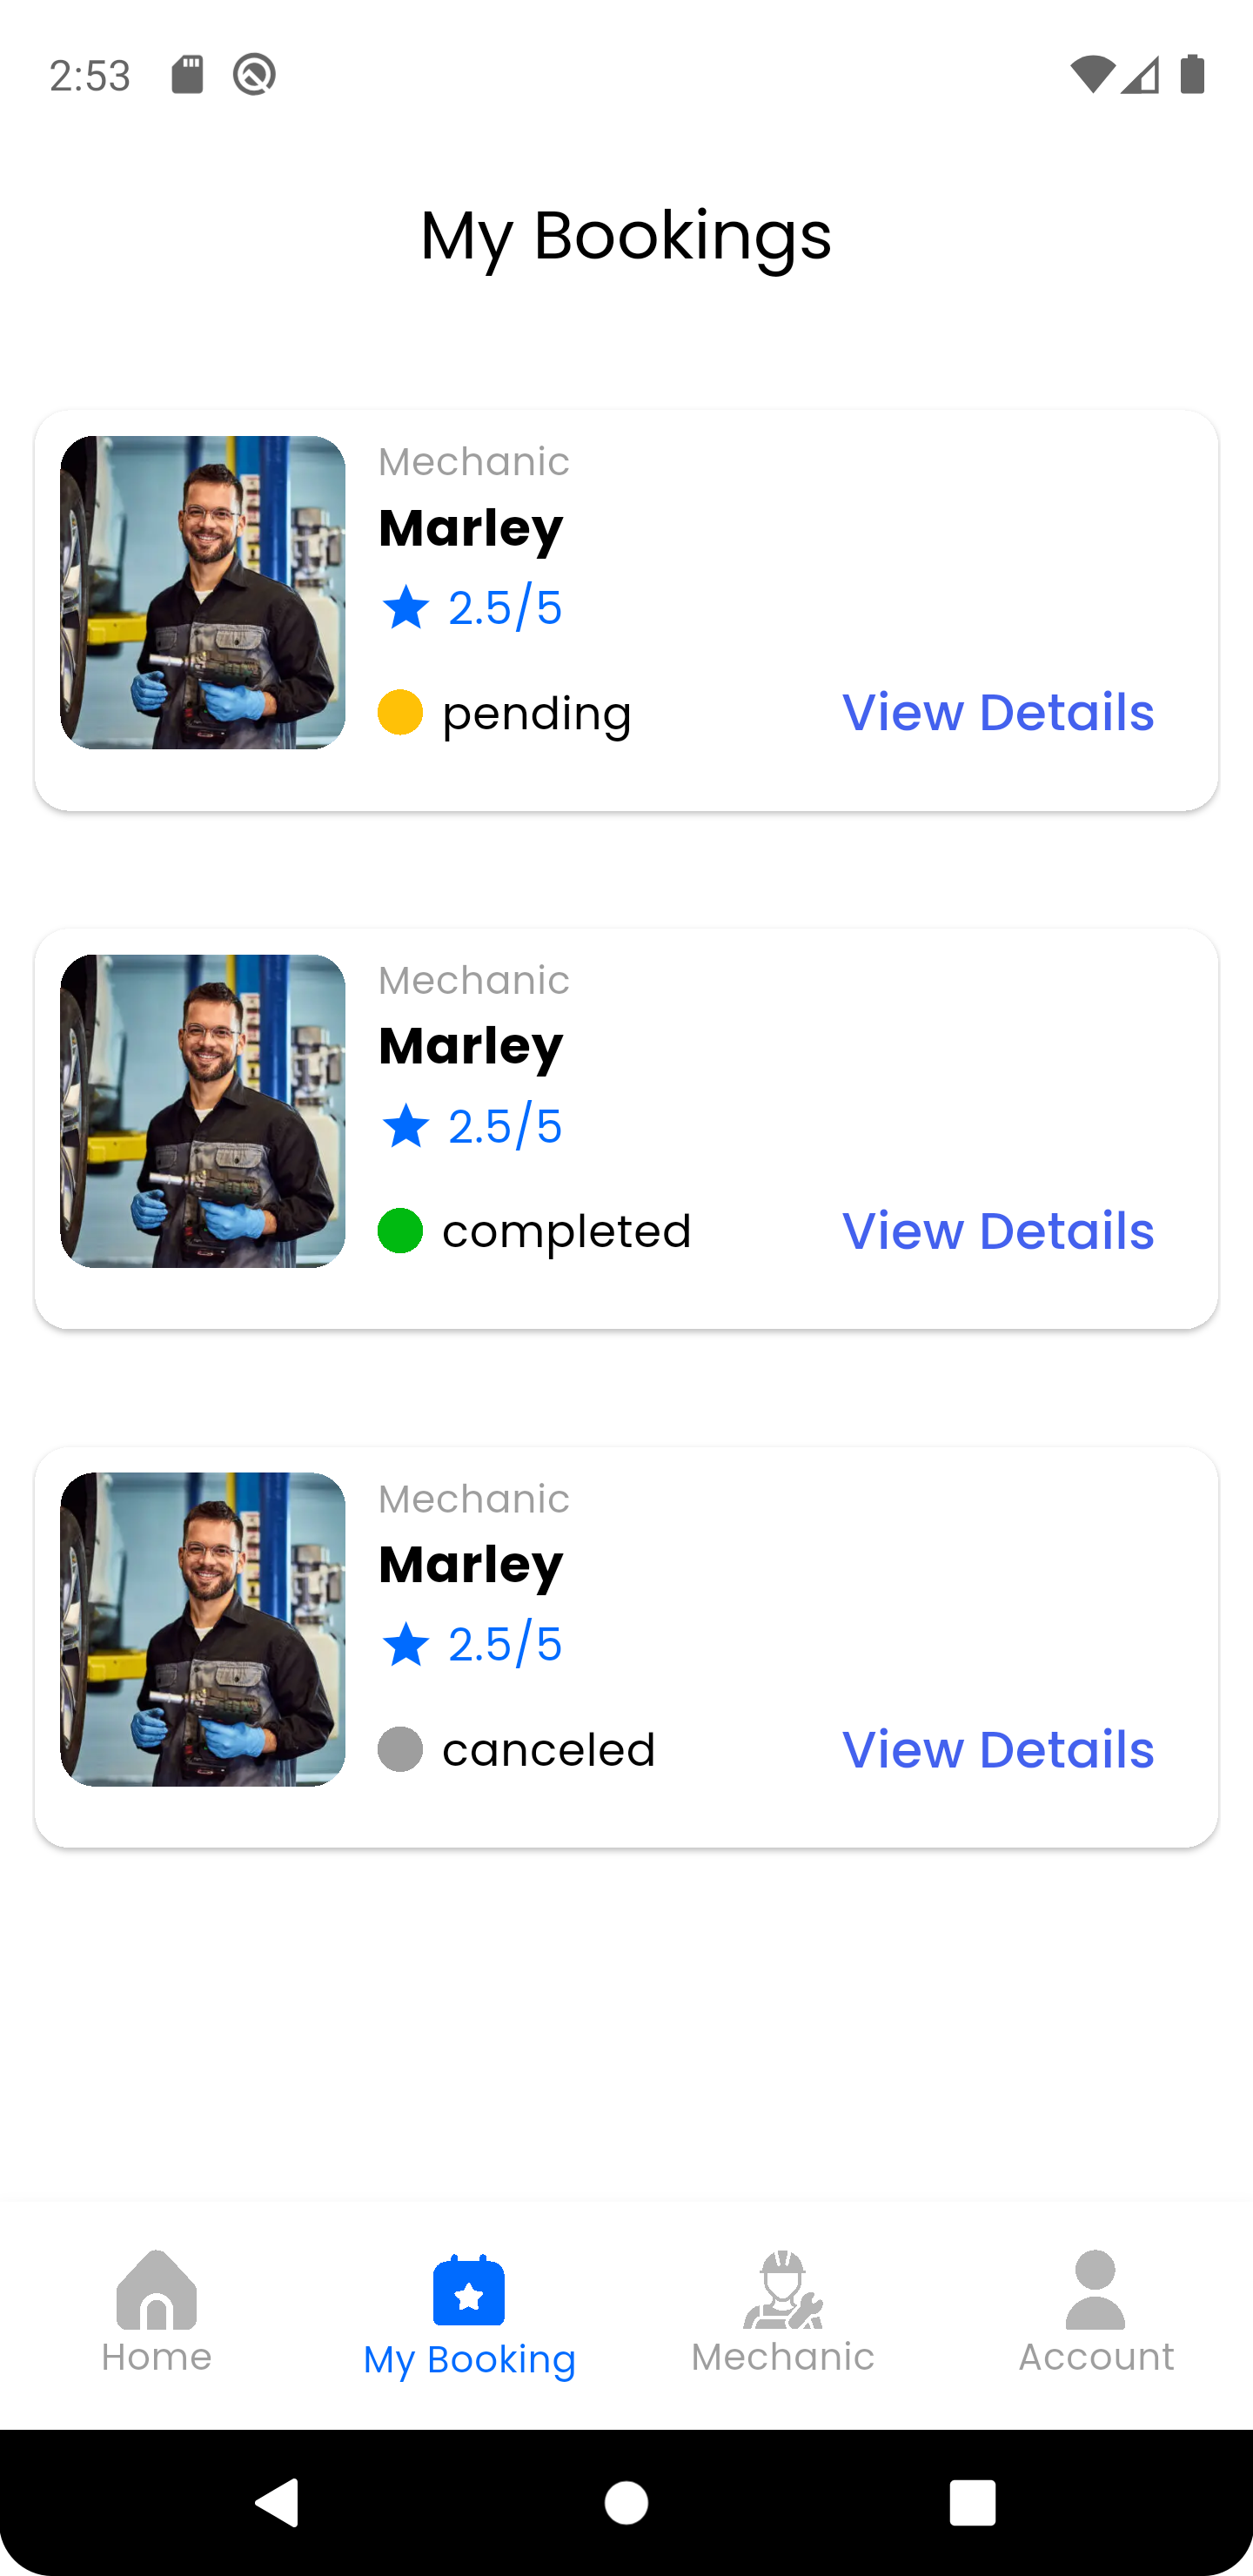 2:53
My Bookings
Mechanic
Marley
2.5/5
pending
View Details
Mechanic
Marley
2.5/5
completed
View Details
Mechanic
Marley
2.5/5
canceled
View Details
Home
My Booking
Mechanic
Account